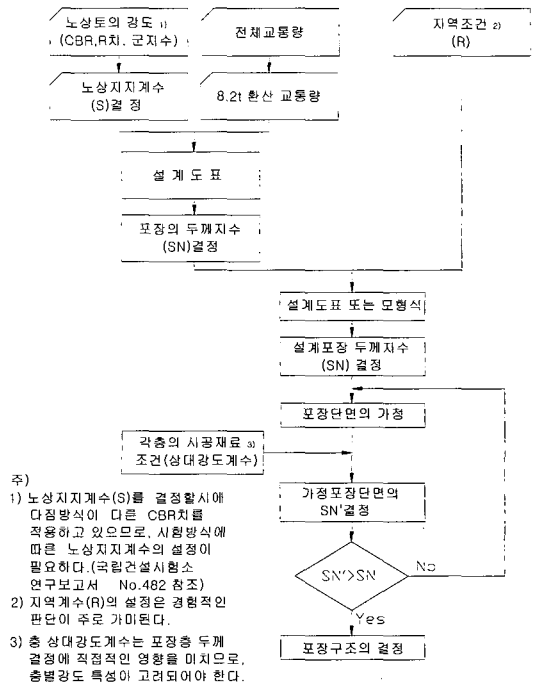 노상토의 강도 1)
(CBR,R치. 군지수)
전체교통량
지역조건 2)
(R)
노상지지계수
(S)결 정
8.2t 환산 교통량
설 계 도 표
포장의 두께지수
(SN)결정
설계도표 또는 모형식
설계포장 두께지수
(SN) 결정
포장단면의 가정
각층의 시공재료 3)
조건(상대강도계수)
가정포장단면의
SN'결정
SN'>SN
No
Yes
포장구조의 결정
주)
1) 노상지지계수(S)를 결정할시에
다짐방식이 다른 CBR치를
적용하고 있으므로, 시험방식에
따른 노상지지계수의 설정이
필요하다.(국립건설시험소
연구보고서 No.482 참조)
2) 지역계수(R)의 설정은 경험적인
판단이 주로 가미된다.
3) 층 상대강도계수는 포장층 두께
결정에 직접적인 영향을 미치므로,
층별강도 특성이 고려되어야 한다.